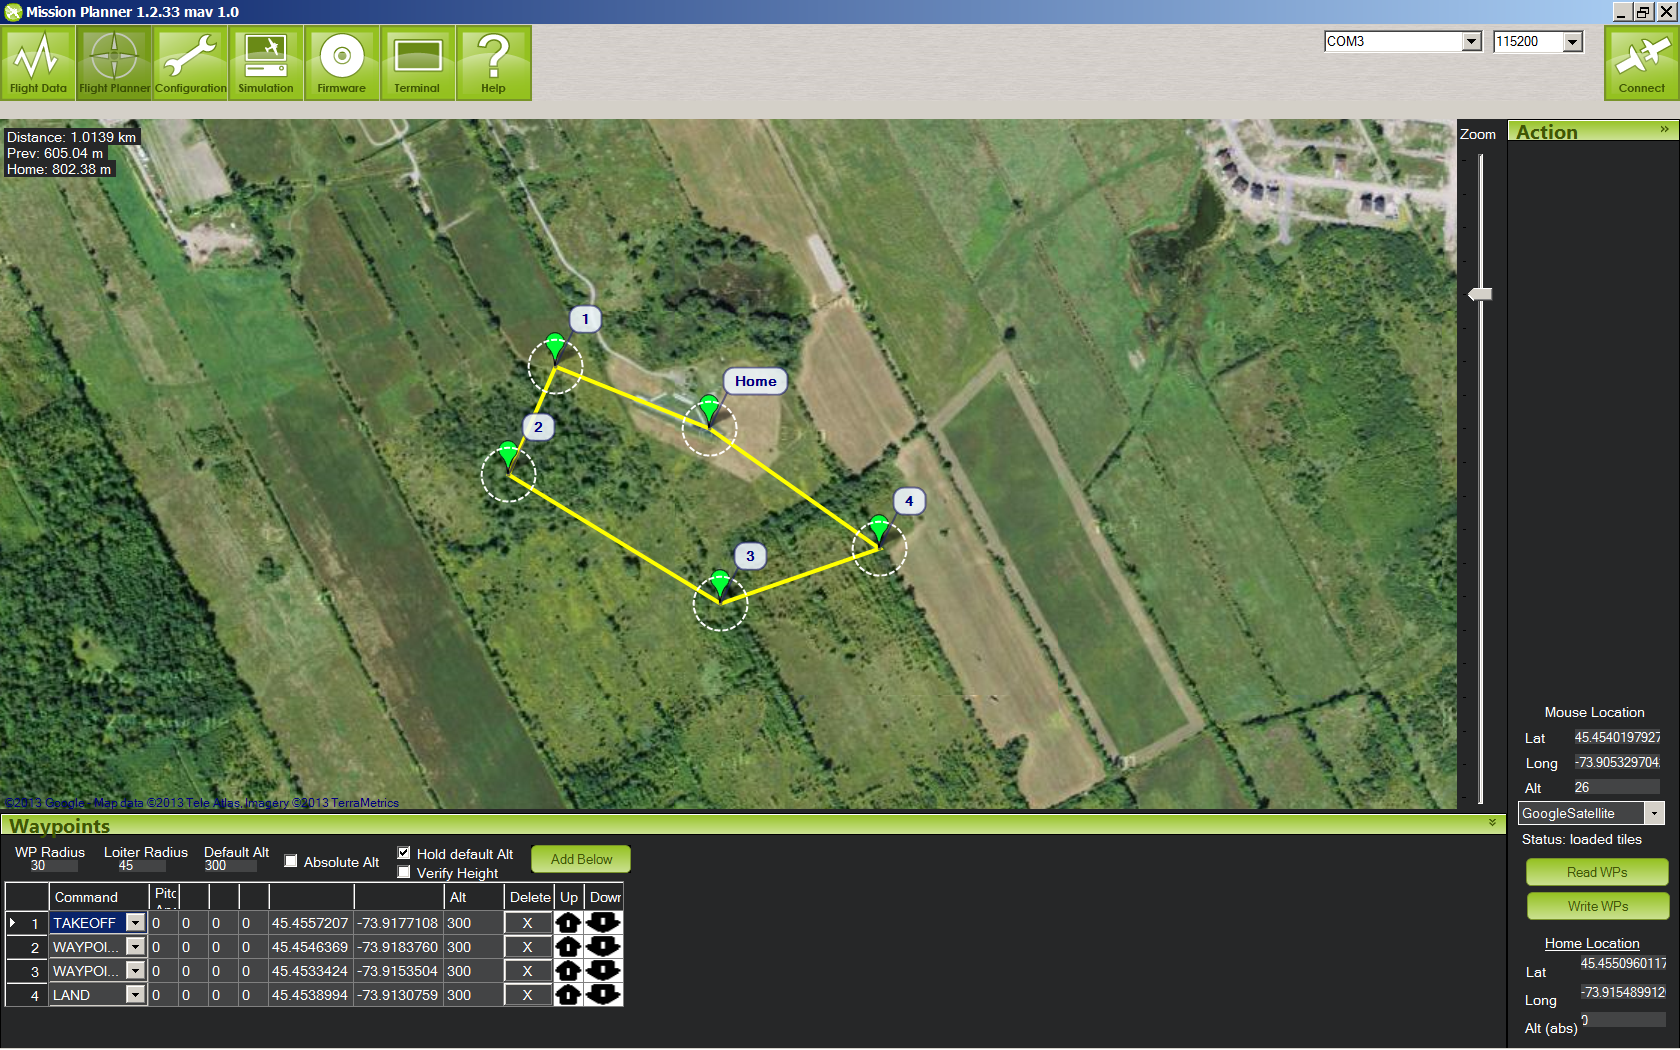 Mission Planner 1.2.33 mav 1.0
Flight Data Flight Planner Configuration Simulation Firmware Terminal Help
COM3 115200
Connect
Distance: 1.0139 km
Prev: 605.04 m
Home: 802.38 m
Zoom
Action
1
Home
2
4
3
©2013 Google - Map data ©2013 Tele Atlas, Imagery ©2013 TerraMetrics
Mouse Location
Lat 45.4540197927
Long -73.905329704
Alt 26
GoogleSatellite
Status: loaded tiles
Read WPs
Write WPs
Home Location
Lat 45.4550960117
Long -73.915489912
Alt (abs) 0
Waypoints
WP Radius Loiter Radius Default Alt
30 45 300
Absolute Alt
Hold default Alt
Verify Height
Add Below
Command Pitc Alt Delete Up Down
1 TAKEOFF 0 0 0 0 45.4557207 -73.9177108 300 X
2 WAYPOI... 0 0 0 0 45.4546369 -73.9183760 300 X
3 WAYPOI... 0 0 0 0 45.4533424 -73.9153504 300 X
4 LAND 0 0 0 0 45.4538994 -73.9130759 300 X